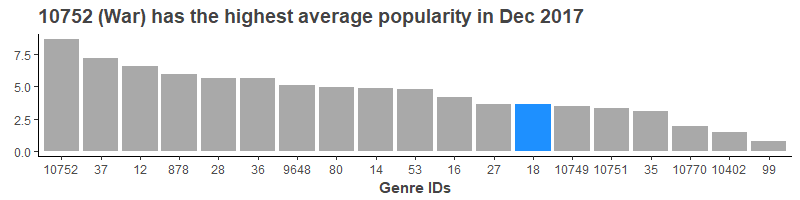 10752 (War) has the highest average popularity in Dec 2017
7.5
5.0
2.5
0.0
10752 37 12 878 28 36 9648 80 14 53 16 27 18 10749 10751 35 10770 10402 99
Genre IDs